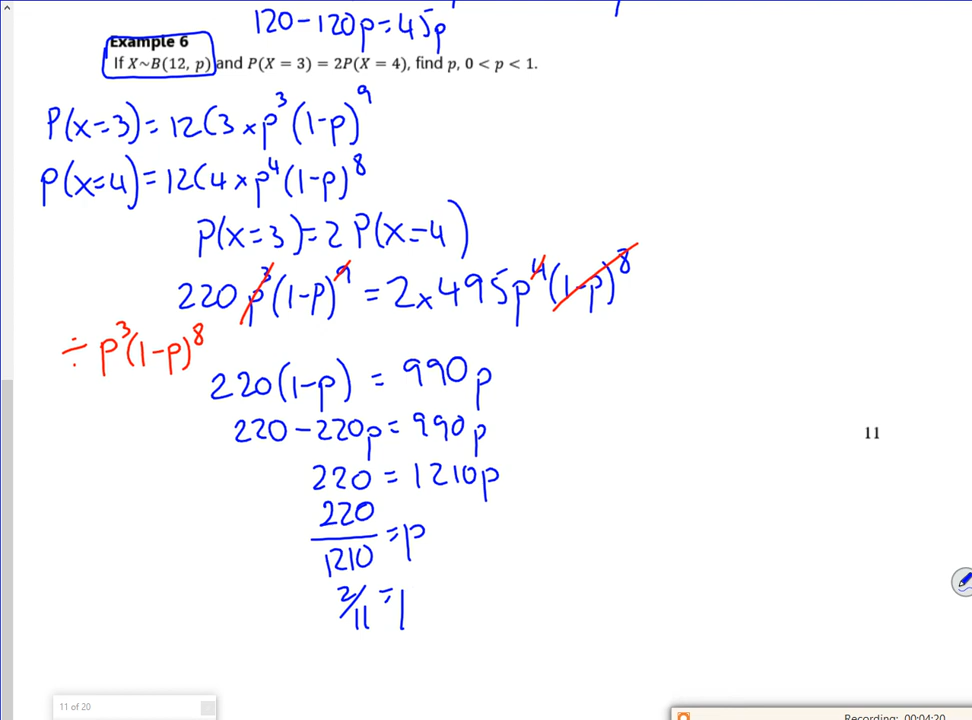 120-120p=45p
Example 6
If X~B(12, p) and P(X = 3) = 2P(X = 4), find p, 0 < p < 1.
P(x=3)=12C3×p³(1-p)⁹
P(x=4)=12C4×p⁴(1-p)⁸
P(x=3)=2P(x=4)
220p³(1-p)⁹=2×495p⁴(1-p)⁸
÷p³(1-p)⁸
220(1-p)=990p
220-220p=990p
11
220=1210p
220/1210=p
2/11=
11 of 20
Recording: 00:04:20